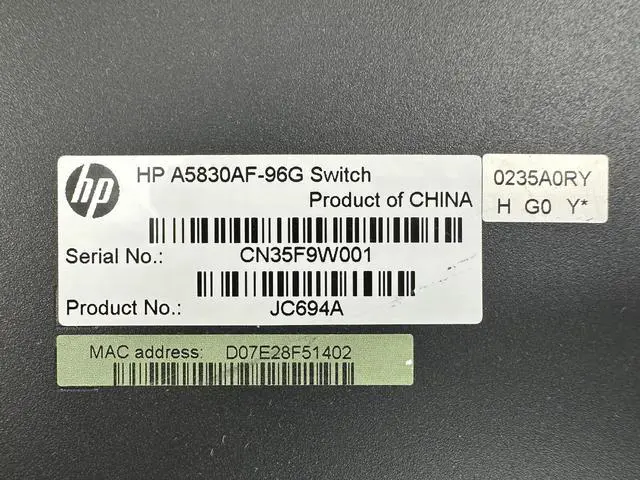 hp
HP A5830AF-96G Switch
Product of CHINA
Serial No.: CN35F9W001
Product No.: JC694A
0235A0RY
H G0 Y*
MAC address: D07E28F51402